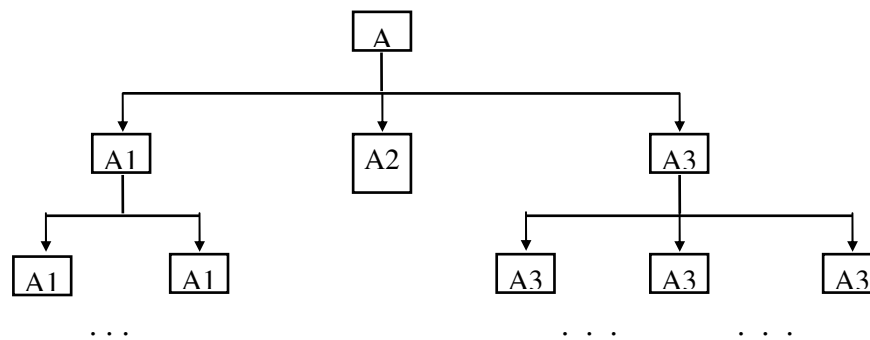 A
A1 A2 A3
A1 A1 A3 A3 A3
. . . . . . . . .